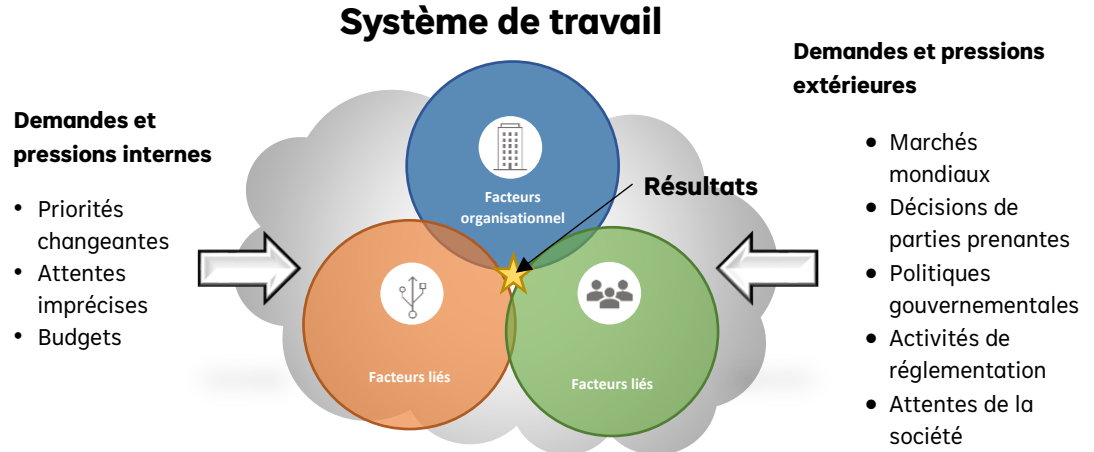 Système de travail
Demandes et
pressions internes
• Priorités
changeantes
• Attentes
imprécises
• Budgets
Facteurs
organisationnel
Résultats
Facteurs liés
Facteurs liés
Demandes et pressions
extérieures
• Marchés
mondiaux
• Décisions de
parties prenantes
• Politiques
gouvernementales
• Activités de
réglementation
• Attentes de la
société